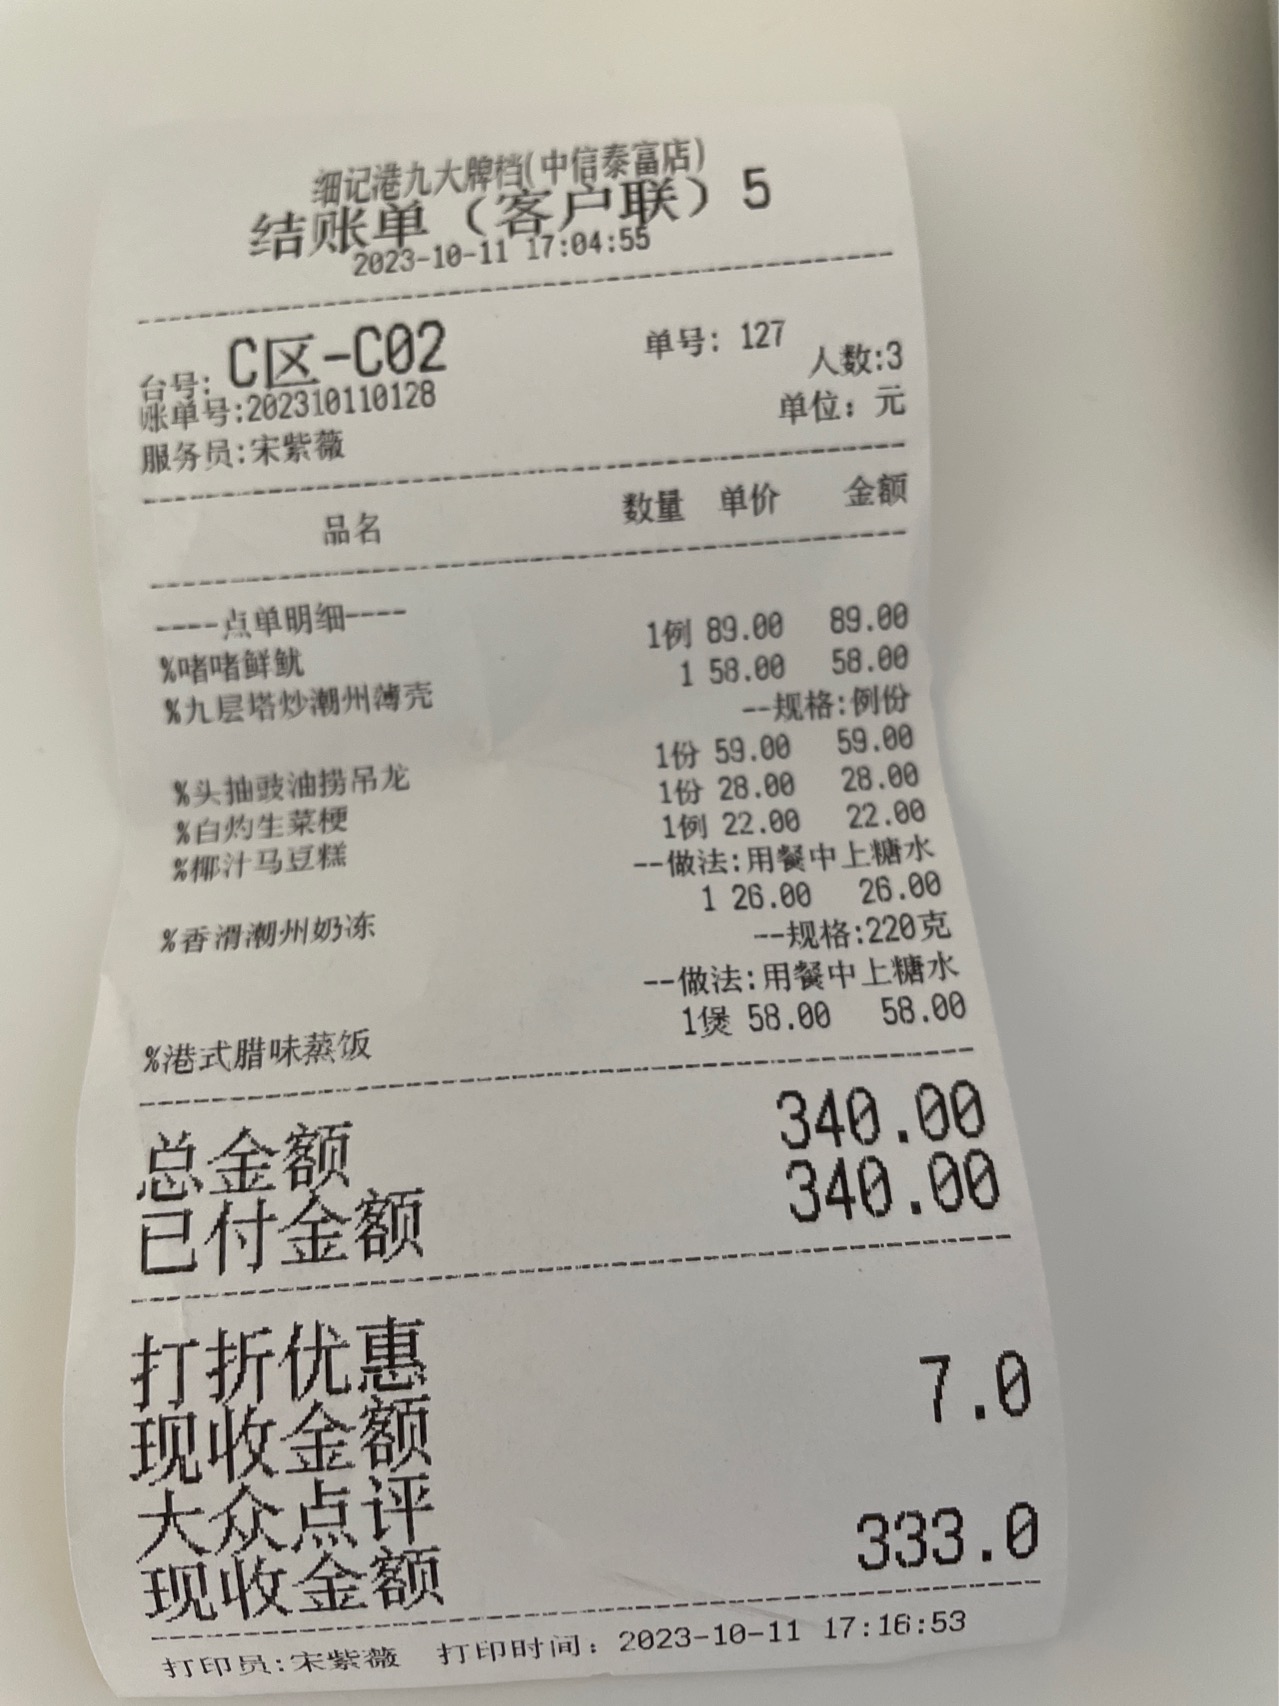 细记港九大牌档(中信泰富店)
结账单（客户联）5
2023-10-11 17:04:55
台号: C区-C02 单号: 127
账单号:202310110128 人数:3
服务员:宋紫薇 单位: 元
品名 数量 单价 金额
----点单明细----
%啫啫鲜鱿 1例 89.00 89.00
%九层塔炒潮州薄壳 1 58.00 58.00
--规格:例份
%头抽豉油捞吊龙 1份 59.00 59.00
%白灼生菜梗 1份 28.00 28.00
%椰汁马豆糕 1例 22.00 22.00
--做法:用餐中上糖水
%香滑潮州奶冻 1 26.00 26.00
--规格:220克
--做法:用餐中上糖水
%港式腊味蒸饭 1煲 58.00 58.00
总金额 340.00
已付金额 340.00
打折优惠
现收金额 7.0
大众点评
现收金额 333.0
打印员:宋紫薇 打印时间: 2023-10-11 17:16:53